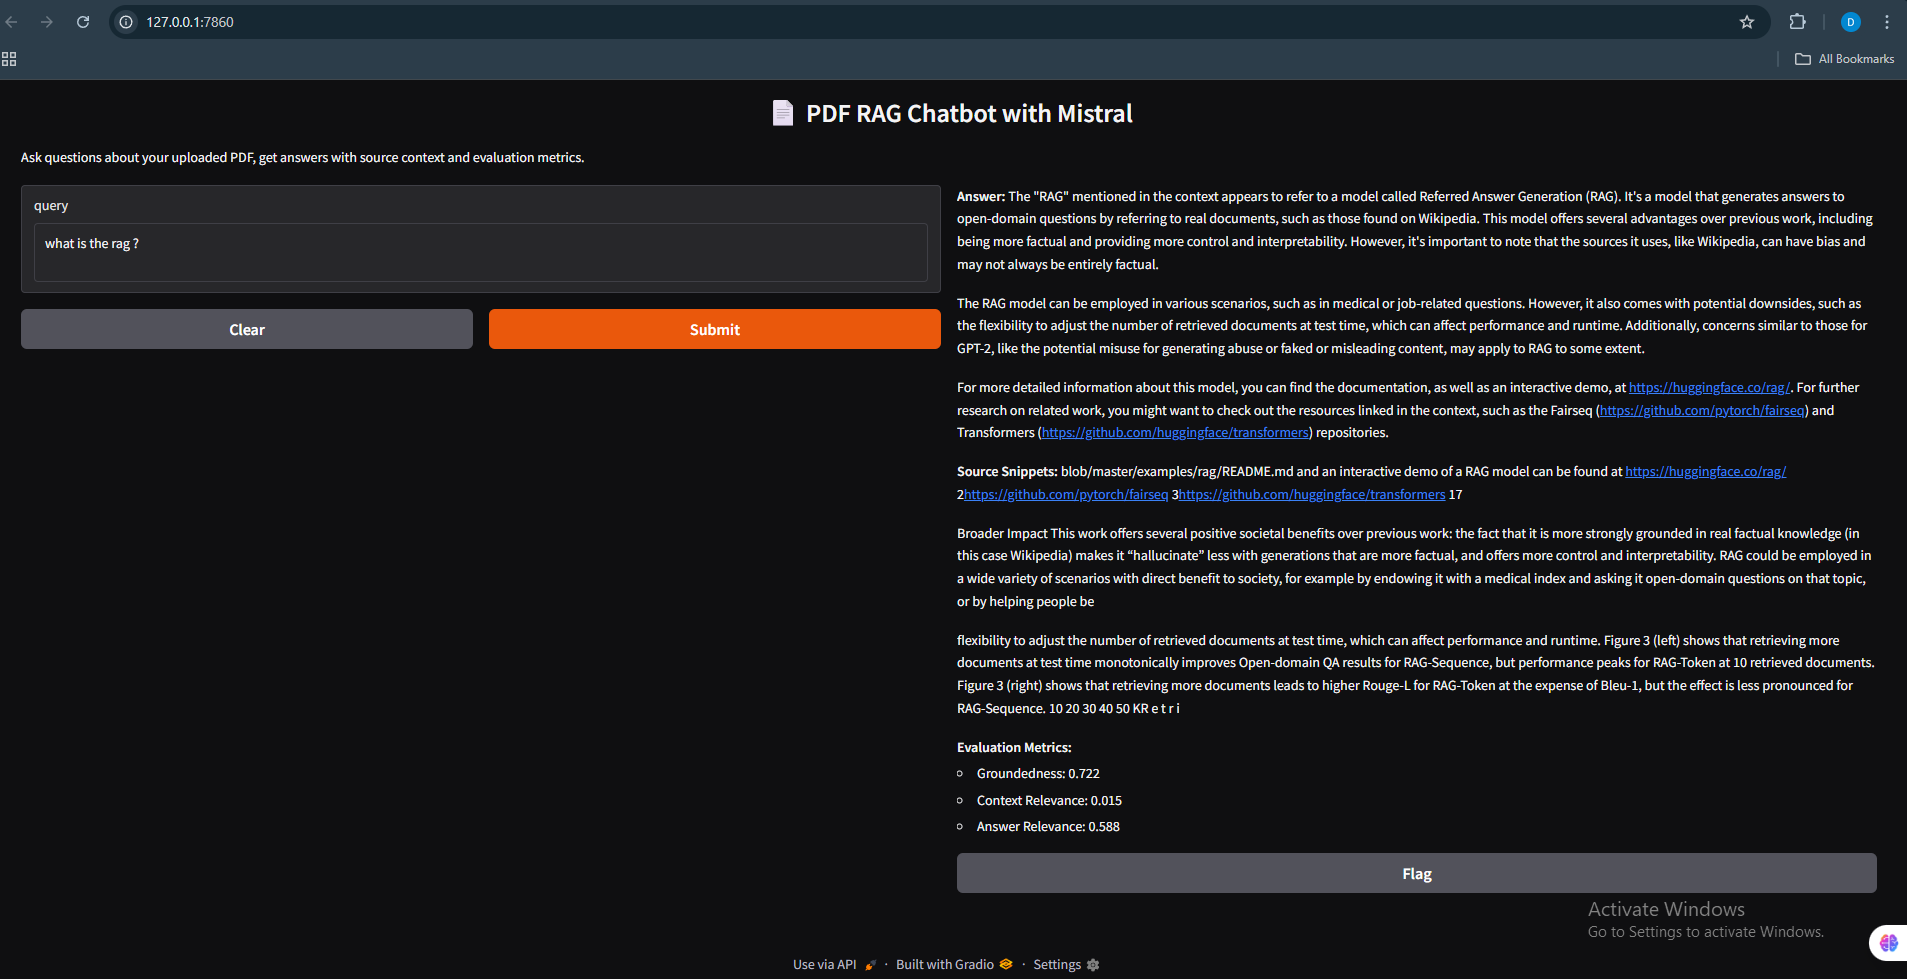 127.0.0.1:7860
D
All Bookmarks
PDF RAG Chatbot with Mistral
Ask questions about your uploaded PDF, get answers with source context and evaluation metrics.
query
what is the rag ?
Clear
Submit
Answer: The "RAG" mentioned in the context appears to refer to a model called Referred Answer Generation (RAG). It's a model that generates answers to
open-domain questions by referring to real documents, such as those found on Wikipedia. This model offers several advantages over previous work, including
being more factual and providing more control and interpretability. However, it's important to note that the sources it uses, like Wikipedia, can have bias and
may not always be entirely factual.
The RAG model can be employed in various scenarios, such as in medical or job-related questions. However, it also comes with potential downsides, such as
the flexibility to adjust the number of retrieved documents at test time, which can affect performance and runtime. Additionally, concerns similar to those for
GPT-2, like the potential misuse for generating abuse or faked or misleading content, may apply to RAG to some extent.
For more detailed information about this model, you can find the documentation, as well as an interactive demo, at https://huggingface.co/rag/. For further
research on related work, you might want to check out the resources linked in the context, such as the Fairseq (https://github.com/pytorch/fairseq) and
Transformers (https://github.com/huggingface/transformers) repositories.
Source Snippets: blob/master/examples/rag/README.md and an interactive demo of a RAG model can be found at https://huggingface.co/rag/
2https://github.com/pytorch/fairseq 3https://github.com/huggingface/transformers 17
Broader Impact This work offers several positive societal benefits over previous work: the fact that it is more strongly grounded in real factual knowledge (in
this case Wikipedia) makes it “hallucinate” less with generations that are more factual, and offers more control and interpretability. RAG could be employed in
a wide variety of scenarios with direct benefit to society, for example by endowing it with a medical index and asking it open-domain questions on that topic,
or by helping people be
flexibility to adjust the number of retrieved documents at test time, which can affect performance and runtime. Figure 3 (left) shows that retrieving more
documents at test time monotonically improves Open-domain QA results for RAG-Sequence, but performance peaks for RAG-Token at 10 retrieved documents.
Figure 3 (right) shows that retrieving more documents leads to higher Rouge-L for RAG-Token at the expense of Bleu-1, but the effect is less pronounced for
RAG-Sequence. 10 20 30 40 50 KR e t r i
Evaluation Metrics:
Groundedness: 0.722
Context Relevance: 0.015
Answer Relevance: 0.588
Flag
Activate Windows
Go to Settings to activate Windows.
Use via API · Built with Gradio · Settings